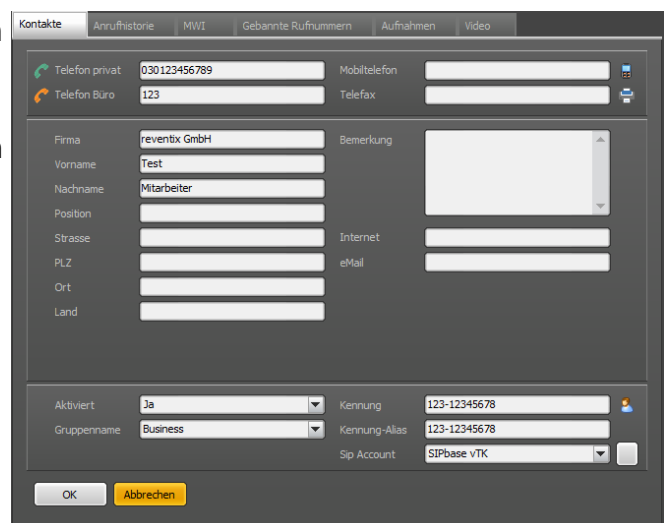 Kontakte Anrufhistorie MWI Gebannte Rufnummern Aufnahmen Video
Telefon privat 030123456789 Mobiltelefon
Telefon Büro 123 Telefax
Firma reventix GmbH Bemerkung
Vorname Test
Nachname Mitarbeiter
Position
Strasse Internet
PLZ eMail
Ort
Land
Aktiviert Ja Kennung 123-12345678
Gruppenname Business Kennung-Alias 123-12345678
Sip Account SIPbase vTK
OK Abbrechen